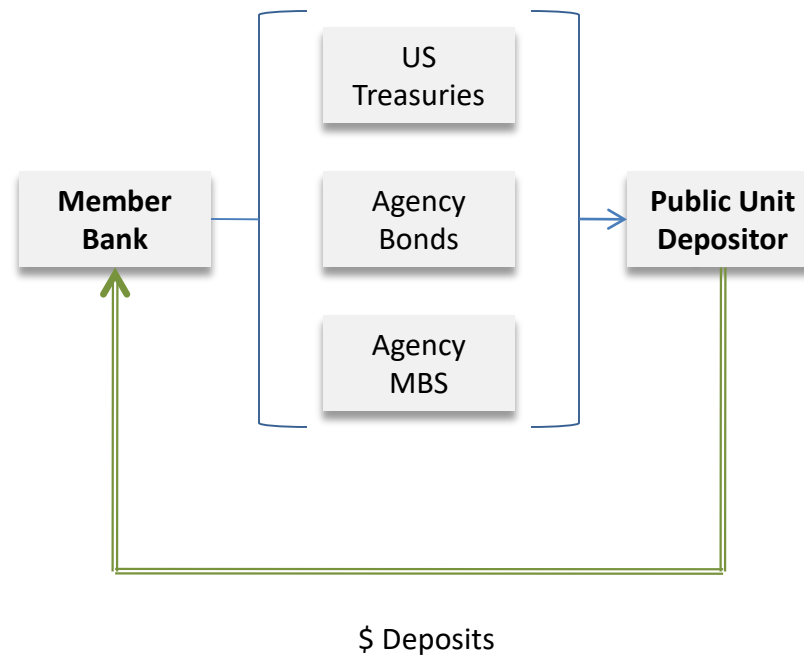 US
Treasuries
Member
Bank
Agency
Bonds
Public Unit
Depositor
Agency
MBS
$ Deposits